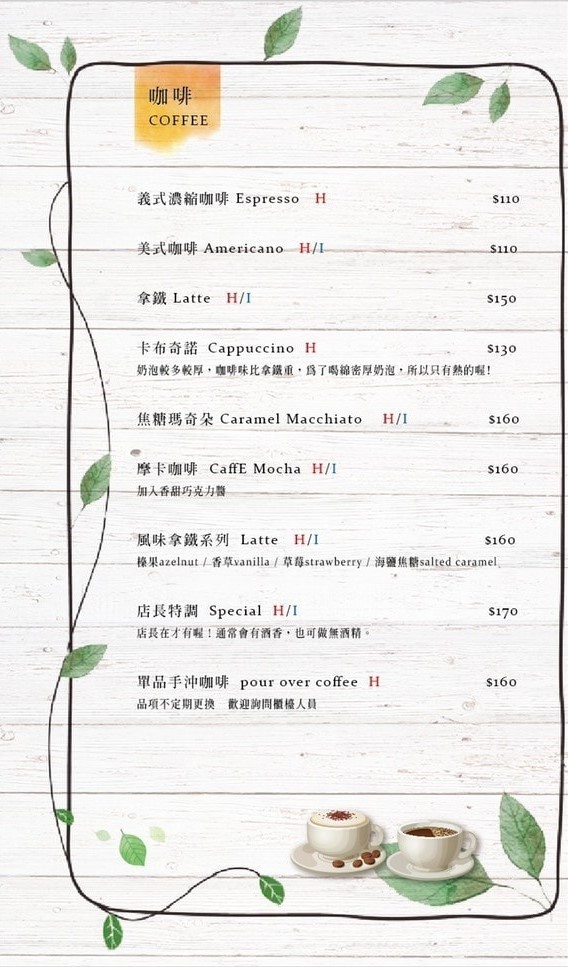 咖啡
COFFEE
義式濃縮咖啡 Espresso H $110
美式咖啡 Americano H/I $110
拿鐵 Latte H/I $150
卡布奇諾 Cappuccino H $130
奶泡較多較厚，咖啡味比拿鐵重，為了喝綿密厚奶泡，所以只有熱的喔！
焦糖瑪奇朵 Caramel Macchiato H/I $160
摩卡咖啡 CaffE Mocha H/I $160
加入香甜巧克力醬
風味拿鐵系列 Latte H/I $160
榛果azelnut / 香草vanilla / 草莓strawberry / 海鹽焦糖salted caramel
店長特調 Special H/I $170
店長在才有喔！通常會有酒香，也可做無酒精。
單品手沖咖啡 pour over coffee H $160
品項不定期更換 歡迎詢問櫃檯人員